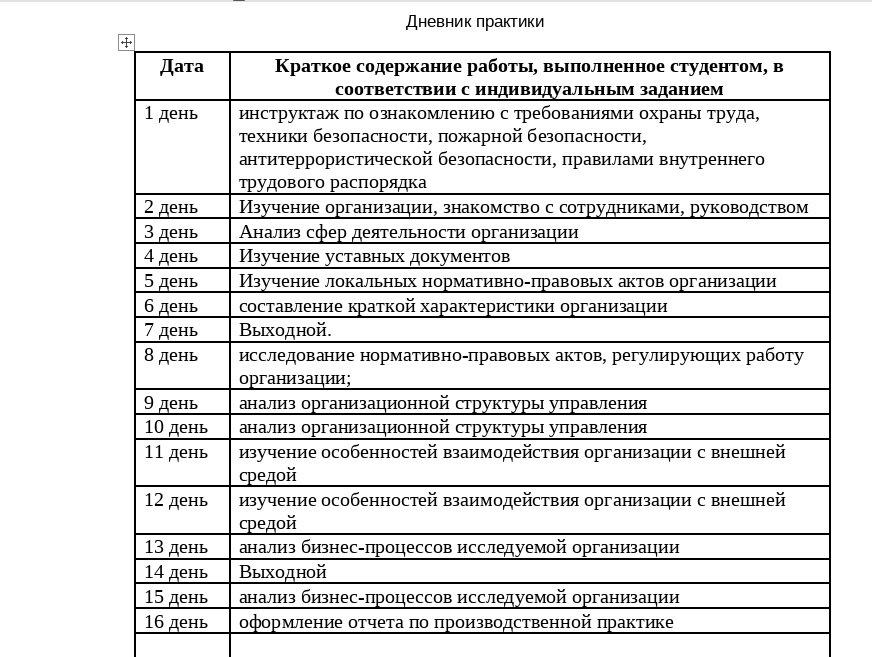 Дневник практики
Дата
Краткое содержание работы, выполненное студентом, в
соответствии с индивидуальным заданием
1 день
инструктаж по ознакомлению с требованиями охраны труда,
техники безопасности, пожарной безопасности,
антитеррористической безопасности, правилами внутреннего
трудового распорядка
2 день
Изучение организации, знакомство с сотрудниками, руководством
3 день
Анализ сфер деятельности организации
4 день
Изучение уставных документов
5 день
Изучение локальных нормативно-правовых актов организации
6 день
составление краткой характеристики организации
7 день
Выходной.
8 день
исследование нормативно-правовых актов, регулирующих работу
организации;
9 день
анализ организационной структуры управления
10 день
анализ организационной структуры управления
11 день
изучение особенностей взаимодействия организации с внешней
средой
12 день
изучение особенностей взаимодействия организации с внешней
средой
13 день
анализ бизнес-процессов исследуемой организации
14 день
Выходной
15 день
анализ бизнес-процессов исследуемой организации
16 день
оформление отчета по производственной практике